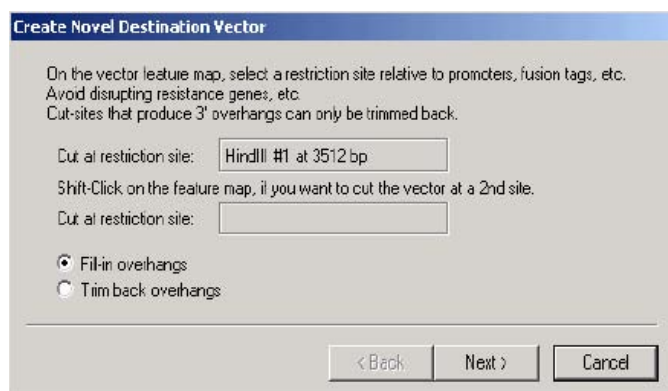 Create Novel Destination Vector
On the vector feature map, select a restriction site relative to promoters, fusion tags, etc.
Avoid disrupting resistance genes, etc.
Cut-sites that produce 3' overhangs can only be trimmed back.
Cut at restriction site: HindIII #1 at 3512 bp
Shift-Click on the feature map, if you want to cut the vector at a 2nd site.
Cut at restriction site:
Fill-in overhangs
Trim back overhangs
< Back Next > Cancel